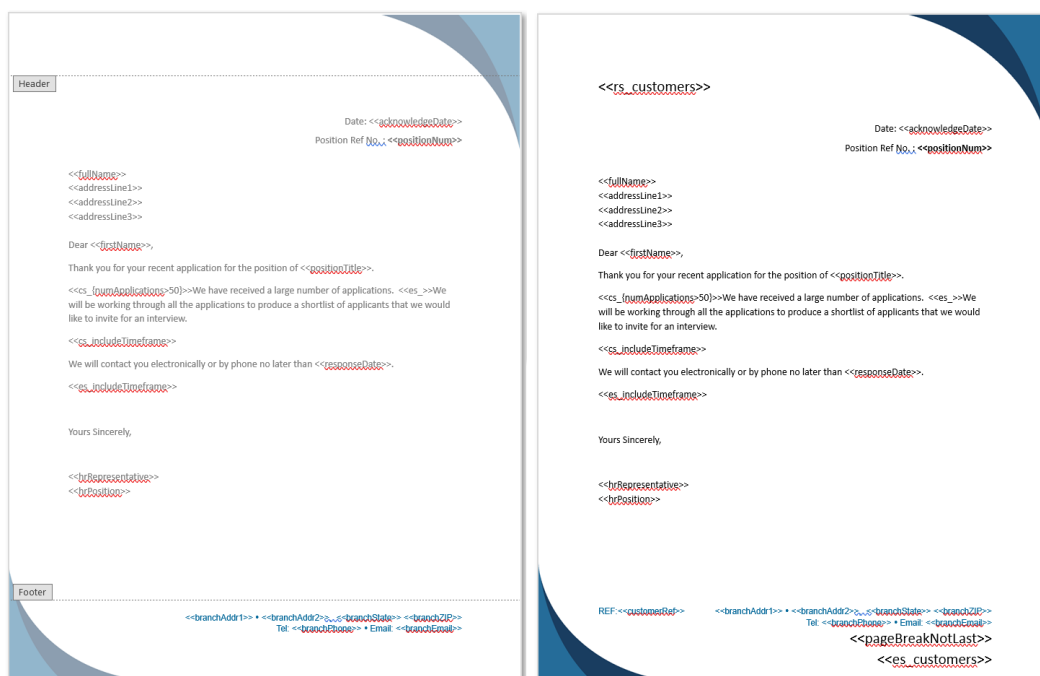 Header
Date: <<acknowledgeDate>>
Position Ref No. : <<positionNum>>
<<fullName>>
<<addressLine1>>
<<addressLine2>>
<<addressLine3>>
Dear <<firstName>>,
Thank you for your recent application for the position of <<positionTitle>>.
<<cs_{numApplications>50}>>We have received a large number of applications.  <<es_>>We
will be working through all the applications to produce a shortlist of applicants that we would
like to invite for an interview.
<<cs_includeTimeframe>>
We will contact you electronically or by phone no later than <<responseDate>>.
<<es_includeTimeframe>>
Yours Sincerely,
<<hrRepresentative>>
<<hrPosition>>
Footer
<<branchAddr1>> • <<branchAddr2>>, <<branchState>> <<branchZIP>>
Tel: <<branchPhone>> • Email: <<branchEmail>>
<<rs_customers>>
Date: <<acknowledgeDate>>
Position Ref No. : <<positionNum>>
<<fullName>>
<<addressLine1>>
<<addressLine2>>
<<addressLine3>>
Dear <<firstName>>,
Thank you for your recent application for the position of <<positionTitle>>.
<<cs_{numApplications>50}>>We have received a large number of applications.  <<es_>>We
will be working through all the applications to produce a shortlist of applicants that we would
like to invite for an interview.
<<cs_includeTimeframe>>
We will contact you electronically or by phone no later than <<responseDate>>.
<<es_includeTimeframe>>
Yours Sincerely,
<<hrRepresentative>>
<<hrPosition>>
REF:<<customerRef>> <<branchAddr1>> • <<branchAddr2>>, <<branchState>> <<branchZIP>>
Tel: <<branchPhone>> • Email: <<branchEmail>>
<<pageBreakNotLast>>
<<es_customers>>